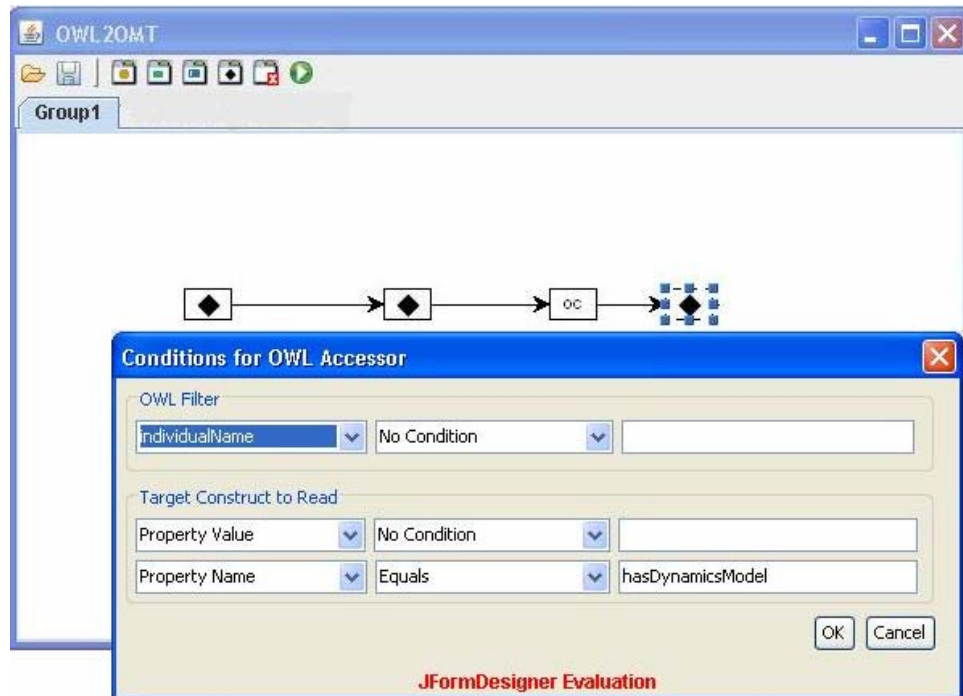 OWL2OMT
Group1
OC
Conditions for OWL Accessor
OWL Filter
individualName No Condition
Target Construct to Read
Property Value No Condition
Property Name Equals hasDynamicsModel
OK Cancel
JFormDesigner Evaluation